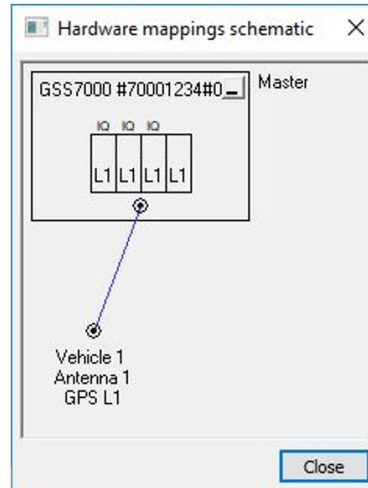 Hardware mappings schematic
GSS7000 #70001234#0
Master
IQ IQ IQ
L1 L1 L1 L1
Vehicle 1
Antenna 1
GPS L1
Close